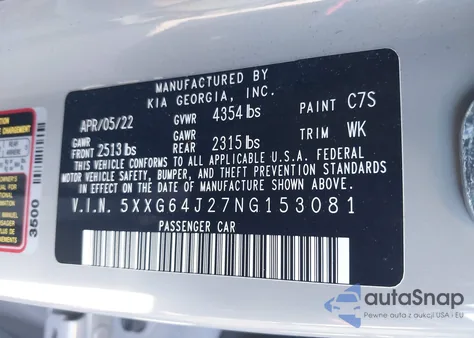 MANUFACTURED BY
KIA GEORGIA, INC.
APR/05/22 GVWR 4354 lbs PAINT C7S
GAWR GAWR
FRONT 2513 lbs REAR 2315 lbs TRIM WK
THIS VEHICLE CONFORMS TO ALL APPLICABLE U.S.A. FEDERAL
MOTOR VEHICLE SAFETY, BUMPER, AND THEFT PREVENTION STANDARDS
IN EFFECT ON THE DATE OF MANUFACTURE SHOWN ABOVE.
V.I.N. 5XXG64J27NG153081
PASSENGER CAR
3500
autoSnap
Pewne auta z aukcji USA i EU